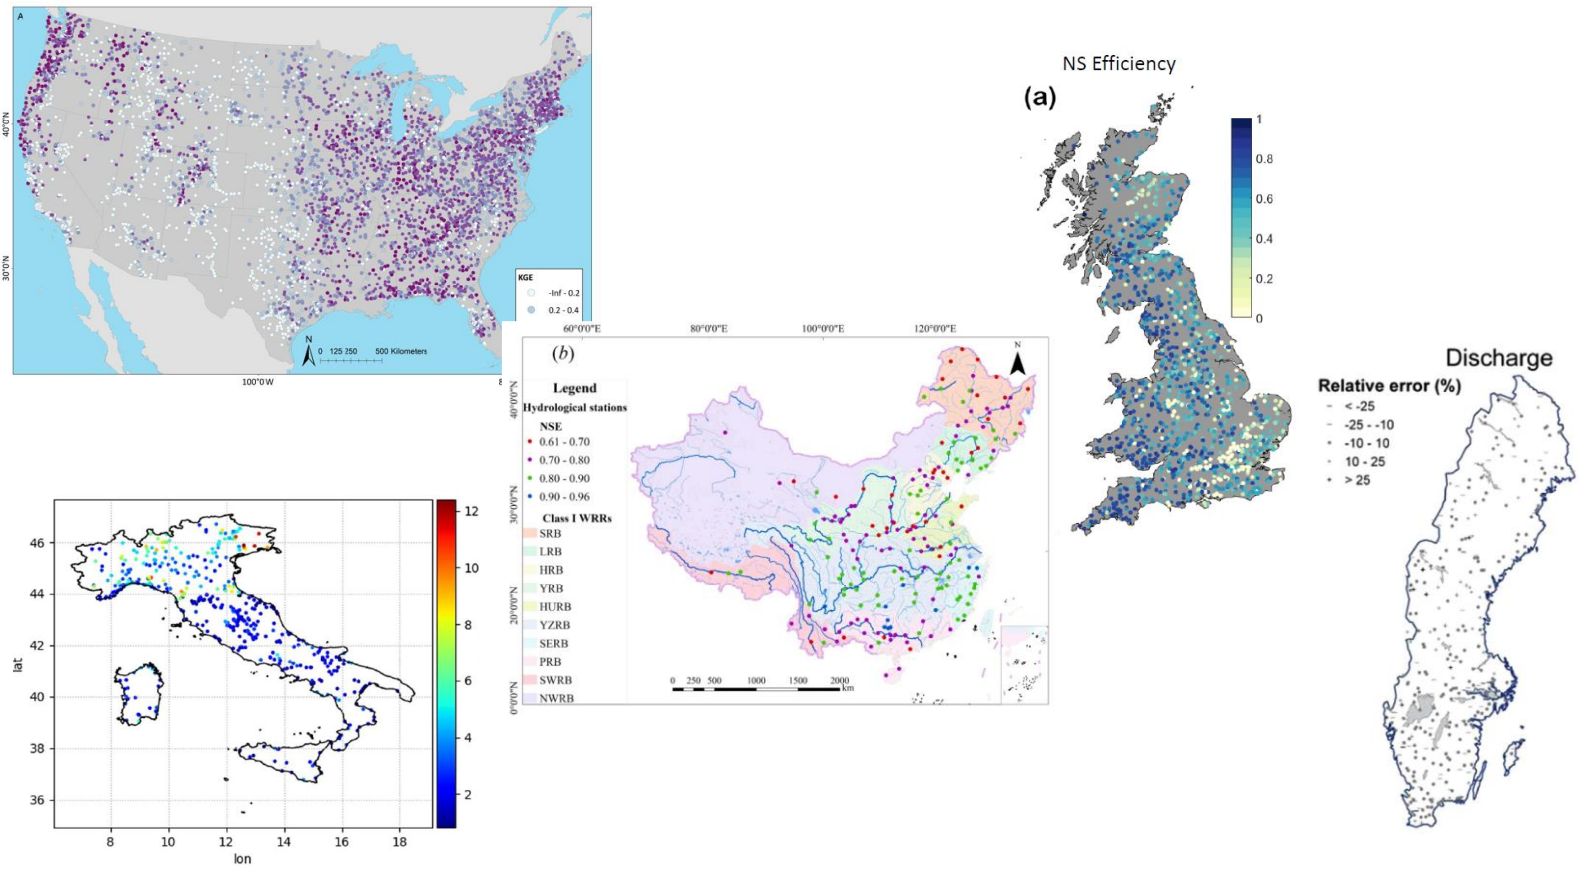 A
40°0'N
30°0'N
KGE
-Inf - 0.2
0.2 - 0.4
N
0 125 250 500 Kilometers
100°0'W
8
NS Efficiency
(a)
1
0.8
0.6
0.4
0.2
0
60°0'0"E 80°0'0"E 100°0'0"E 120°0'0"E
(b)
N
40°0'0"N
30°0'0"N
20°0'0"N
0°0'0"N
Legend
Hydrological stations
NSE
0.61 - 0.70
0.70 - 0.80
0.80 - 0.90
0.90 - 0.96
Class I WRRs
SRB
LRB
HRB
YRB
HURB
YZRB
SERB
PRB
SWRB
NWRB
0 250 500 1000 1500 2000
km
Discharge
Relative error (%)
< -25
-25 - -10
-10 - 10
10 - 25
> 25
46
44
42
40
38
36
lat
8 10 12 14 16 18
lon
12
10
8
6
4
2